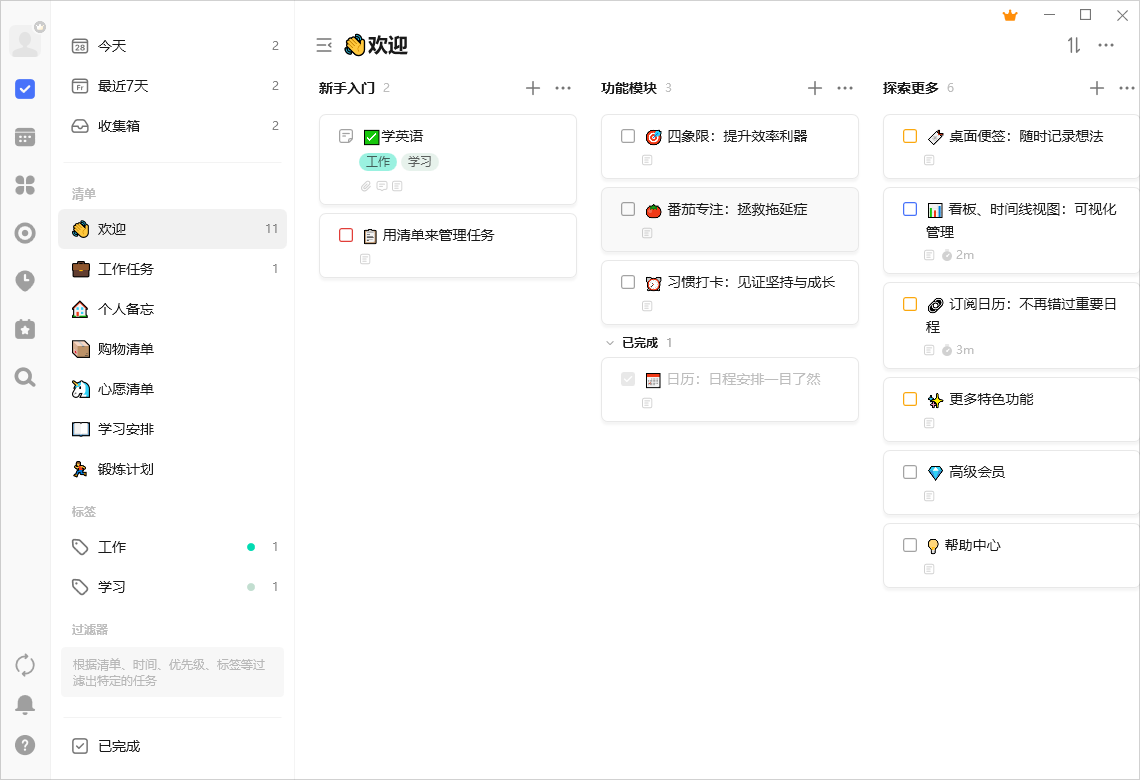 28 今天 2
Fr 最近7天 2
收集箱 2
清单
欢迎 11
工作任务 1
个人备忘
购物清单
心愿清单
学习安排
锻炼计划
标签
工作 1
学习 1
过滤器
根据清单、时间、优先级、标签等过
滤出特定的任务
已完成
👋欢迎
新手入门 2
✅学英语
工作 学习
📋用清单来管理任务
功能模块 3
🎯四象限：提升效率利器
🍅番茄专注：拯救拖延症
⏰习惯打卡：见证坚持与成长
已完成 1
📅日历：日程安排一目了然
探索更多 6
桌面便签：随时记录想法
📊看板、时间线视图：可视化
管理
2m
订阅日历：不再错过重要日
程
3m
✨更多特色功能
💎高级会员
💡帮助中心